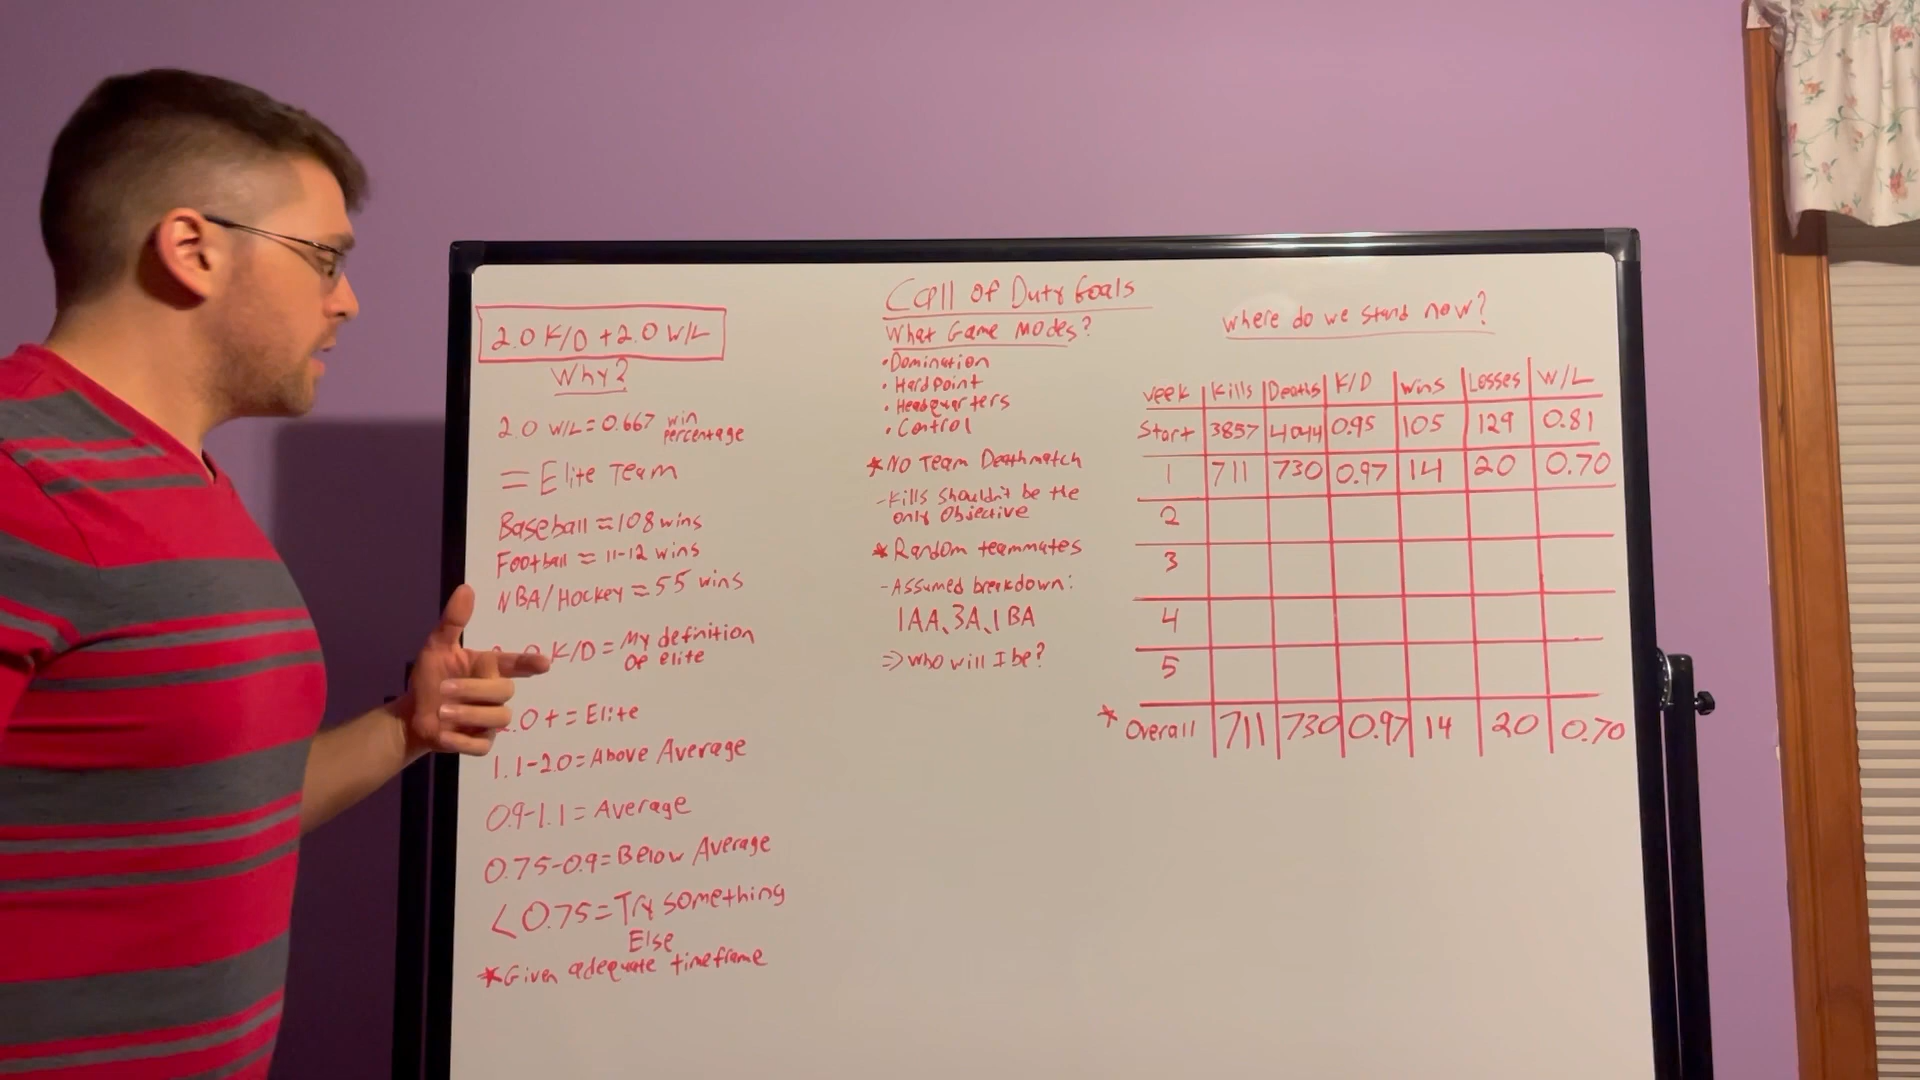 2.0 K/D + 2.0 W/L
Why?
2.0 W/L = 0.667 win percentage
= Elite Team
Baseball ≈ 108 wins
Football ≈ 11-12 wins
NBA/Hockey ≈ 55 wins
K/D = My definition
of elite
.0+ = Elite
1.1-2.0 = Above Average
0.9-1.1 = Average
0.75-0.9 = Below Average
<0.75 = Try something
Else
*Given adequate timeframe
Call of Duty Goals
What Game Modes?
• Domination
• Hardpoint
• Headquarters
• Control
* No Team Deathmatch
- Kills shouldn't be the
only objective
* Random teammates
- Assumed breakdown:
1AA, 3A, 1BA
=> Who will I be?
Where do we stand now?
Week Kills Deaths K/D Wins Losses W/L
Start 3857 4044 0.95 105 129 0.81
1 711 730 0.97 14 20 0.70
2
3
4
5
* Overall 711 730 0.97 14 20 0.70